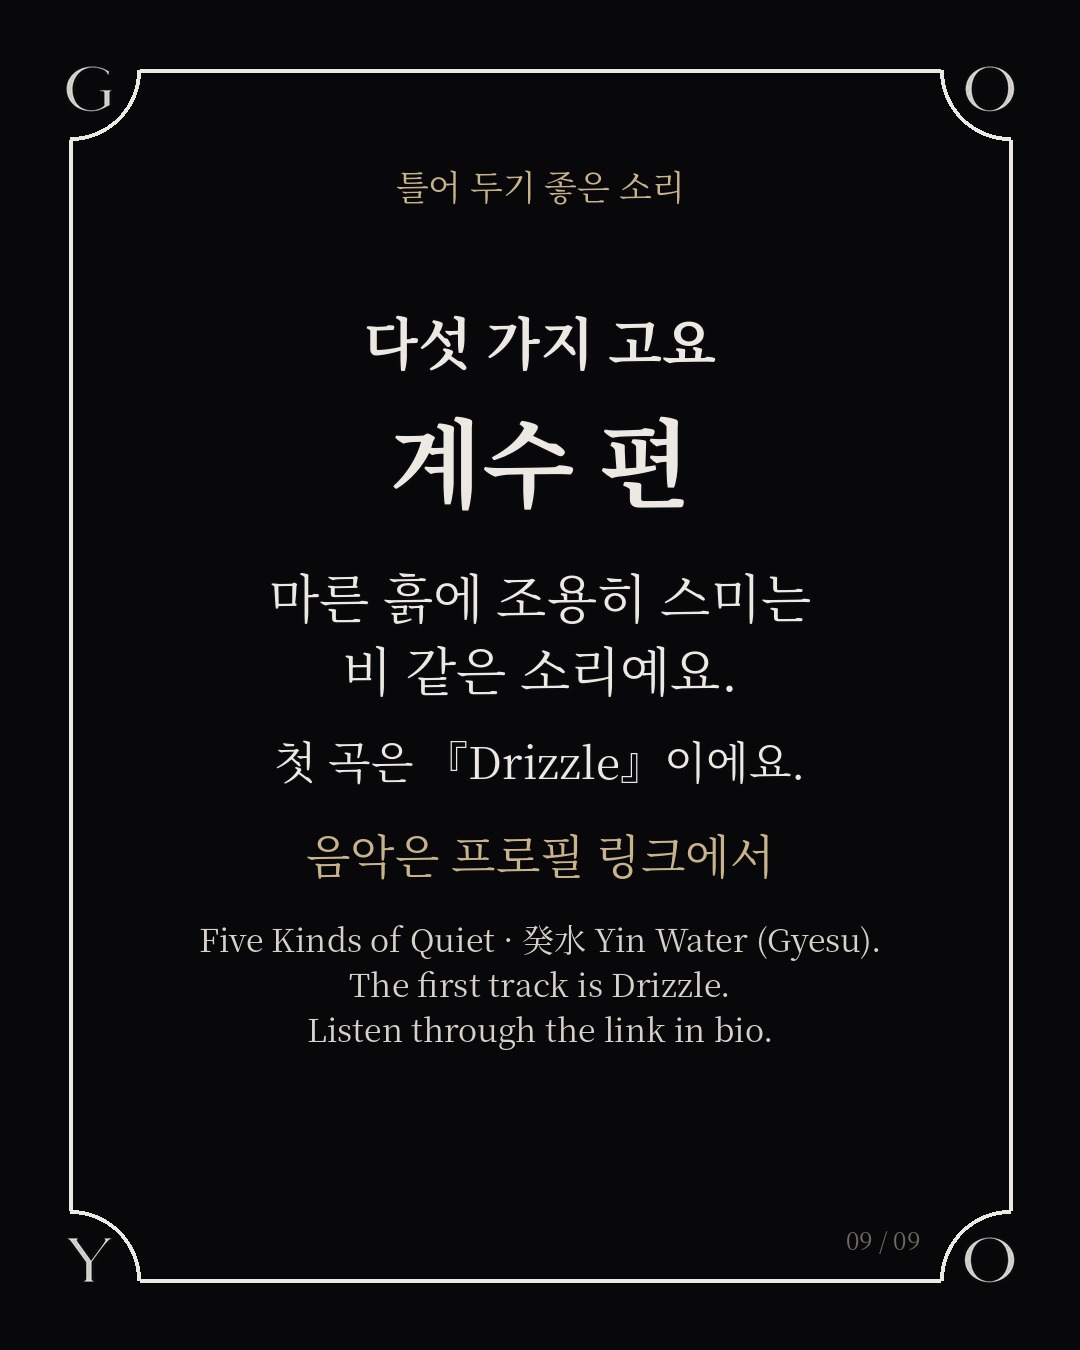 G O
틀어 두기 좋은 소리
다섯 가지 고요
계수 편
마른 흙에 조용히 스미는
비 같은 소리예요.
첫 곡은 『Drizzle』이에요.
음악은 프로필 링크에서
Five Kinds of Quiet · 癸水 Yin Water (Gyesu).
The first track is Drizzle.
Listen through the link in bio.
09 / 09
Y O